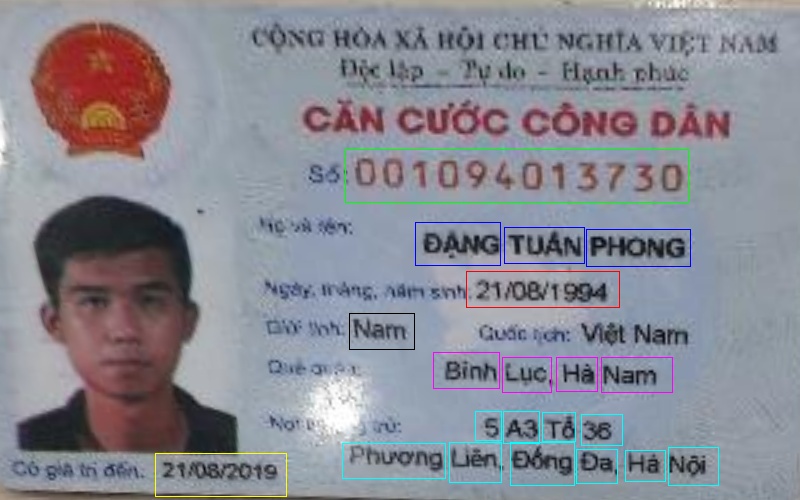 CỘNG HÒA XÃ HỘI CHỦ NGHĨA VIỆT NAM
Độc lập - Tự do - Hạnh phúc
CĂN CƯỚC CÔNG DÂN
Số: 001094013730
Họ và tên:
ĐẶNG TUẤN PHONG
Ngày, tháng, năm sinh: 21/08/1994
Giới tính: Nam Quốc tịch: Việt Nam
Quê quán: Bình Lục, Hà Nam
Nơi thường trú: 5 A3 Tổ 36
Phương Liên, Đống Đa, Hà Nội
Có giá trị đến: 21/08/2019